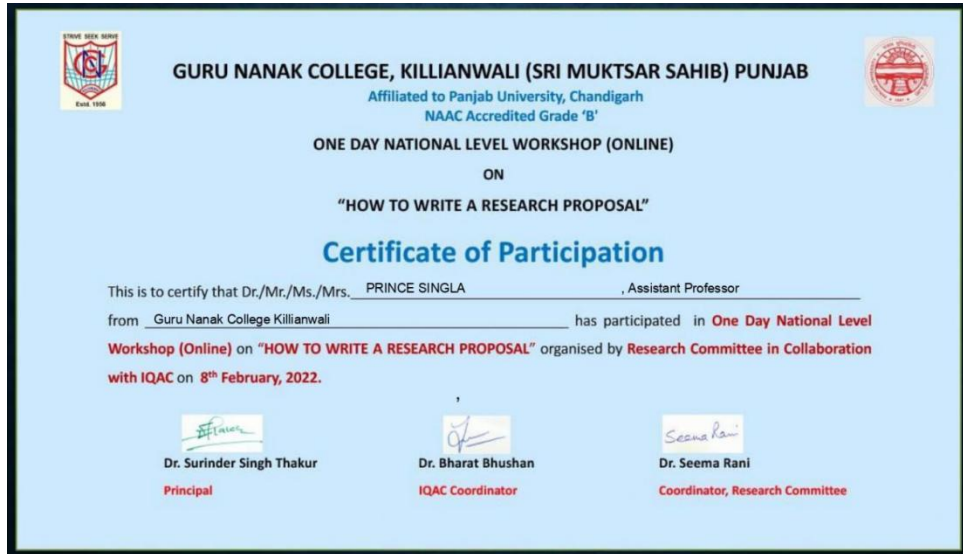 STRIVE SEEK SERVE
Estd. 1956
GURU NANAK COLLEGE, KILLIANWALI (SRI MUKTSAR SAHIB) PUNJAB
Affiliated to Panjab University, Chandigarh
NAAC Accredited Grade ‘B'
ONE DAY NATIONAL LEVEL WORKSHOP (ONLINE)
ON
“HOW TO WRITE A RESEARCH PROPOSAL”
Certificate of Participation
This is to certify that Dr./Mr./Ms./Mrs. PRINCE SINGLA , Assistant Professor
from Guru Nanak College Killianwali has participated in One Day National Level
Workshop (Online) on “HOW TO WRITE A RESEARCH PROPOSAL” organised by Research Committee in Collaboration
with IQAC on 8th February, 2022.
,
Seema Rani
Dr. Surinder Singh Thakur Dr. Bharat Bhushan Dr. Seema Rani
Principal IQAC Coordinator Coordinator, Research Committee